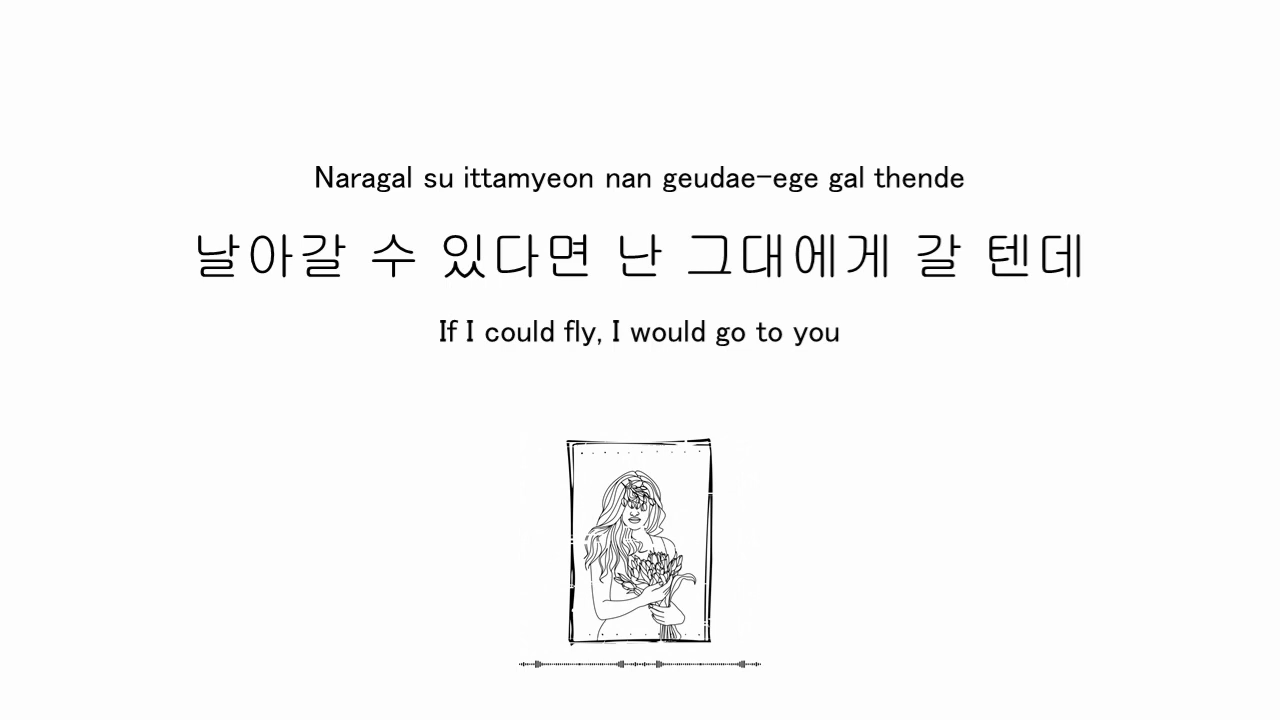 Naragal su ittamyeon nan geudae-ege gal thende
날아갈 수 있다면 난 그대에게 갈 텐데
If I could fly, I would go to you